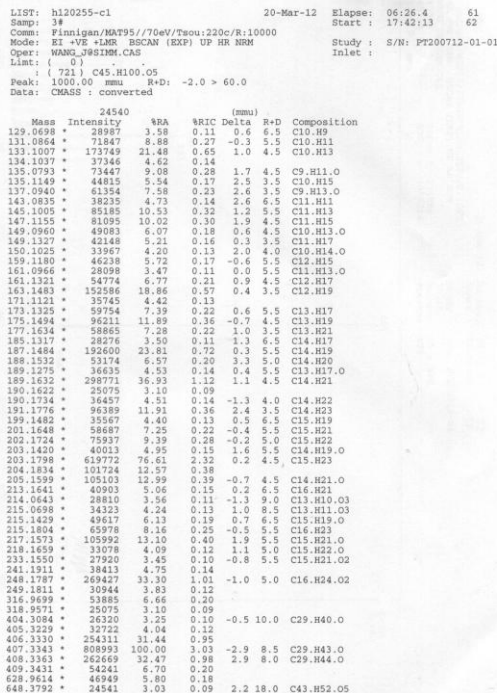 LIST: h120255-c1 20-Mar-12 Elapse: 06:26.4 61
Samp: 3# Start : 17:42:13 62
Comm: Finnigan/MAT95//70eV/Tsou:220c/R:10000
Mode: EI +VE +LMR BSCAN (EXP) UP HR NRM Study : S/N: PT200712-01-01
Oper: WANG_J@SIMM.CAS Inlet :
Limt: ( 0)
: ( 721) C45.H100.O5
Peak: 1000.00 mmu R+D: -2.0 > 60.0
Data: CMASS : converted
24540 (mmu)
Mass Intensity %RA %RIC Delta R+D Composition
129.0698 * 28987 3.58 0.11 0.6 6.5 C10.H9
131.0864 * 71847 8.88 0.27 -0.3 5.5 C10.H11
133.1007 * 173749 21.48 0.65 1.0 4.5 C10.H13
134.1037 * 37346 4.62 0.14
135.0793 * 73447 9.08 0.28 1.7 4.5 C9.H11.O
135.1149 * 44815 5.54 0.17 2.5 3.5 C10.H15
137.0940 * 61354 7.58 0.23 2.6 3.5 C9.H13.O
143.0835 * 38235 4.73 0.14 2.6 6.5 C11.H11
145.1005 * 85185 10.53 0.32 1.2 5.5 C11.H13
147.1155 * 81095 10.02 0.30 1.9 4.5 C11.H15
149.0960 * 49083 6.07 0.18 0.6 4.5 C10.H13.O
149.1327 * 42148 5.21 0.16 0.3 3.5 C11.H17
150.1025 * 33967 4.20 0.13 2.0 4.0 C10.H14.O
159.1180 * 46238 5.72 0.17 -0.6 5.5 C12.H15
161.0966 * 28098 3.47 0.11 0.0 5.5 C11.H13.O
161.1321 * 54774 6.77 0.21 0.9 4.5 C12.H17
163.1483 * 152586 18.86 0.57 0.4 3.5 C12.H19
171.1121 * 35745 4.42 0.13
173.1325 * 59754 7.39 0.22 0.6 5.5 C13.H17
175.1494 * 96211 11.89 0.36 -0.7 4.5 C13.H19
177.1634 * 58865 7.28 0.22 1.0 3.5 C13.H21
185.1317 * 28276 3.50 0.11 1.3 6.5 C14.H17
187.1484 * 192600 23.81 0.72 0.3 5.5 C14.H19
188.1532 * 53174 6.57 0.20 3.3 5.0 C14.H20
189.1275 * 36635 4.53 0.14 0.4 5.5 C13.H17.O
189.1632 * 298771 36.93 1.12 1.1 4.5 C14.H21
190.1622 * 25075 3.10 0.09
190.1734 * 36457 4.51 0.14 -1.3 4.0 C14.H22
191.1776 * 96389 11.91 0.36 2.4 3.5 C14.H23
199.1482 * 35567 4.40 0.13 0.5 6.5 C15.H19
201.1648 * 58687 7.25 0.22 -0.4 5.5 C15.H21
202.1724 * 75937 9.39 0.28 -0.2 5.0 C15.H22
203.1420 * 40013 4.95 0.15 1.6 5.5 C14.H19.O
203.1798 * 619772 76.61 2.32 0.2 4.5 C15.H23
204.1834 * 101724 12.57 0.38
205.1599 * 105103 12.99 0.39 -0.7 4.5 C14.H21.O
213.1641 * 40903 5.06 0.15 0.2 6.5 C16.H21
214.0643 * 28810 3.56 0.11 -1.3 9.0 C13.H10.O3
215.0698 * 34323 4.24 0.13 1.0 8.5 C13.H11.O3
215.1429 * 49617 6.13 0.19 0.7 6.5 C15.H19.O
215.1804 * 65978 8.16 0.25 -0.5 5.5 C16.H23
217.1573 * 105992 13.10 0.40 1.9 5.5 C15.H21.O
218.1659 * 33078 4.09 0.12 1.1 5.0 C15.H22.O
233.1550 * 27920 3.45 0.10 -0.8 5.5 C15.H21.O2
241.1911 * 38413 4.75 0.14
248.1787 * 269427 33.30 1.01 -1.0 5.0 C16.H24.O2
249.1811 * 30944 3.83 0.12
316.9698 * 53885 6.66 0.20
318.9571 * 25075 3.10 0.09
404.3084 * 26320 3.25 0.10 -0.5 10.0 C29.H40.O
405.3229 * 32722 4.04 0.12
406.3330 * 254311 31.44 0.95
407.3343 * 808993 100.00 3.03 -2.9 8.5 C29.H43.O
408.3363 * 262669 32.47 0.98 2.9 8.0 C29.H44.O
409.3431 * 54241 6.70 0.20
628.9614 * 46949 5.80 0.18
648.3792 * 24541 3.03 0.09 2.2 18.0 C43.H52.O5